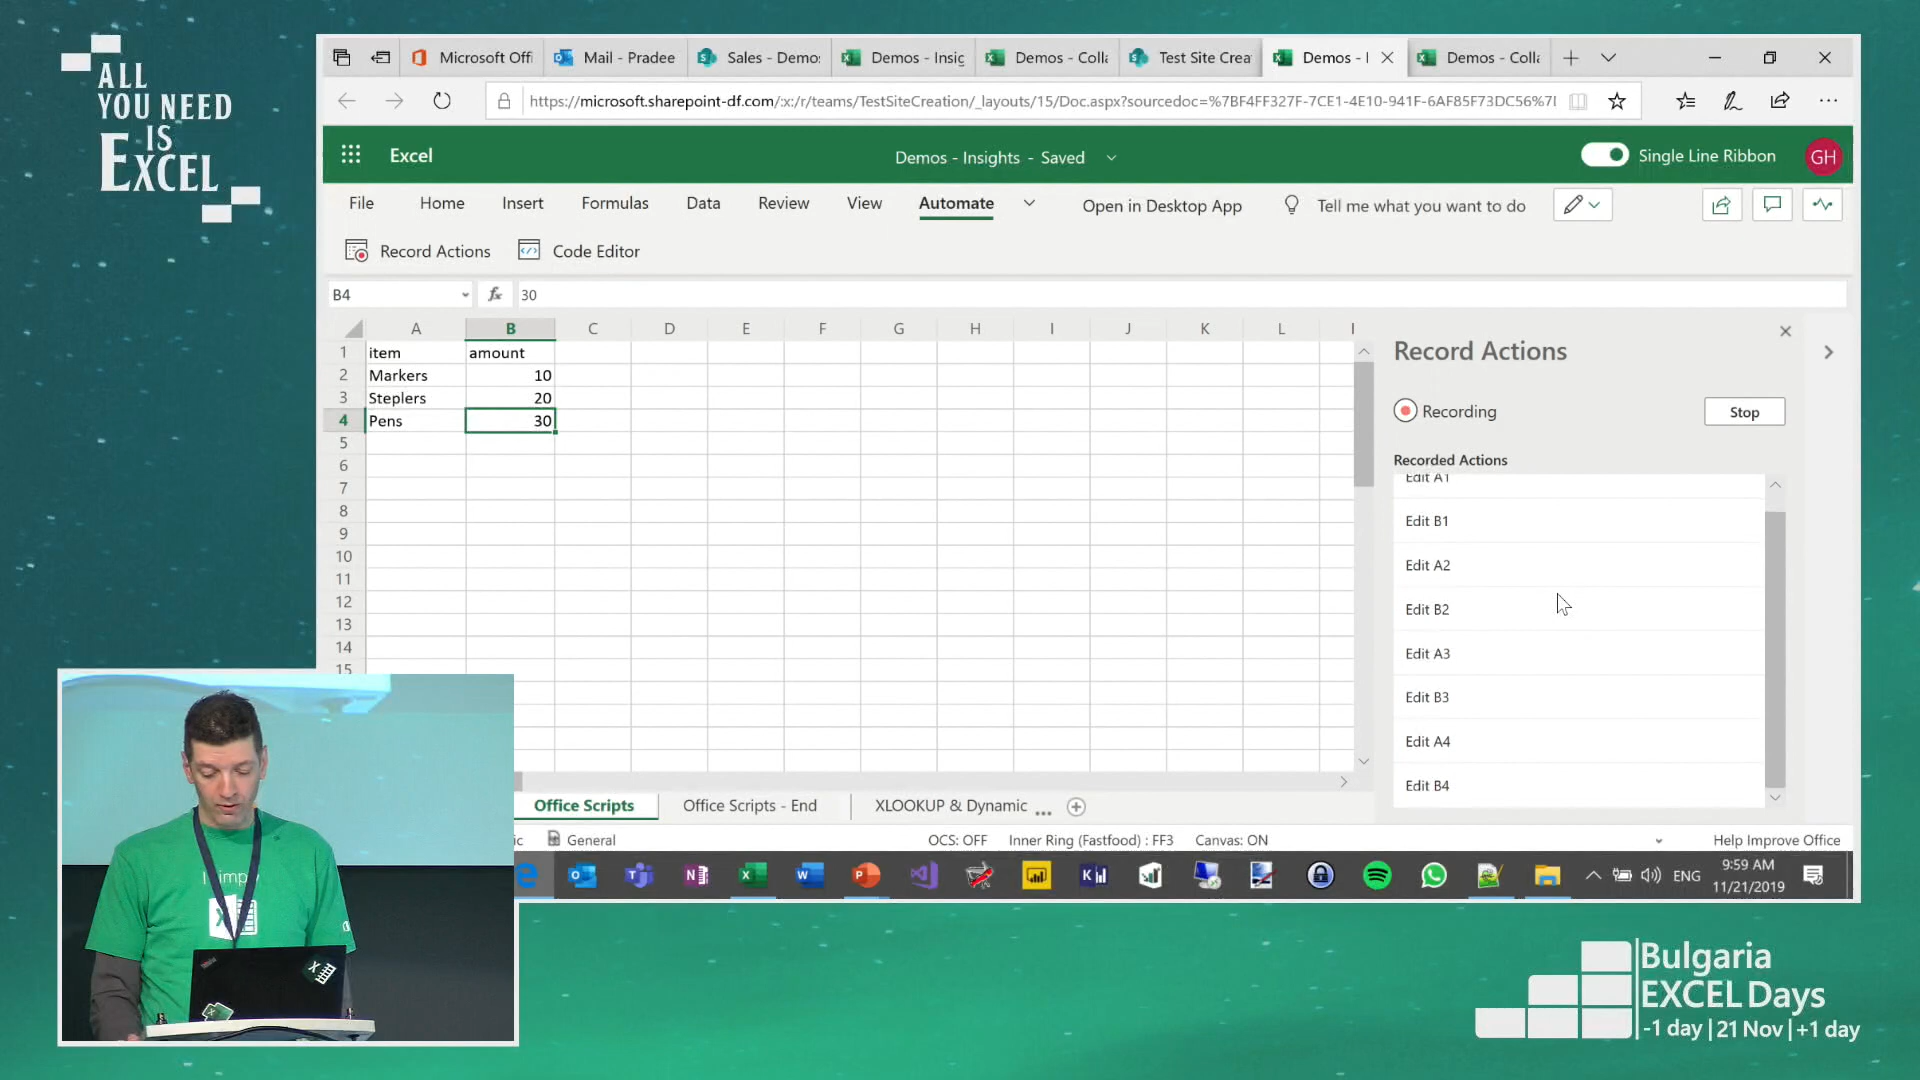 ALL
YOU NEED
IS
EXCEL
Microsoft Offi
Mail - Pradee
Sales - Demo
Demos - Insig
Demos - Colla
Test Site Crea
Demos - I
Demos - Colla
https://microsoft.sharepoint-df.com/:x:/r/teams/TestSiteCreation/_layouts/15/Doc.aspx?sourcedoc=%7BF4FF327F-7CE1-4E10-941F-6AF85F73DC56%7I
Excel
Demos - Insights - Saved
Single Line Ribbon
GH
File
Home
Insert
Formulas
Data
Review
View
Automate
Open in Desktop App
Tell me what you want to do
Record Actions
Code Editor
B4
fx
30
A B C D E F G H I J K L
1 item amount
2 Markers 10
3 Steplers 20
4 Pens 30
5
6
7
8
9
10
11
12
13
14
15
Record Actions
Recording
Stop
Recorded Actions
Edit A1
Edit B1
Edit A2
Edit B2
Edit A3
Edit B3
Edit A4
Edit B4
Office Scripts
Office Scripts - End
XLOOKUP & Dynamic ...
ic
General
OCS: OFF
Inner Ring (Fastfood) : FF3
Canvas: ON
Help Improve Office
ENG
9:59 AM
11/21/2019
Bulgaria
EXCEL Days
-1 day | 21 Nov | +1 day